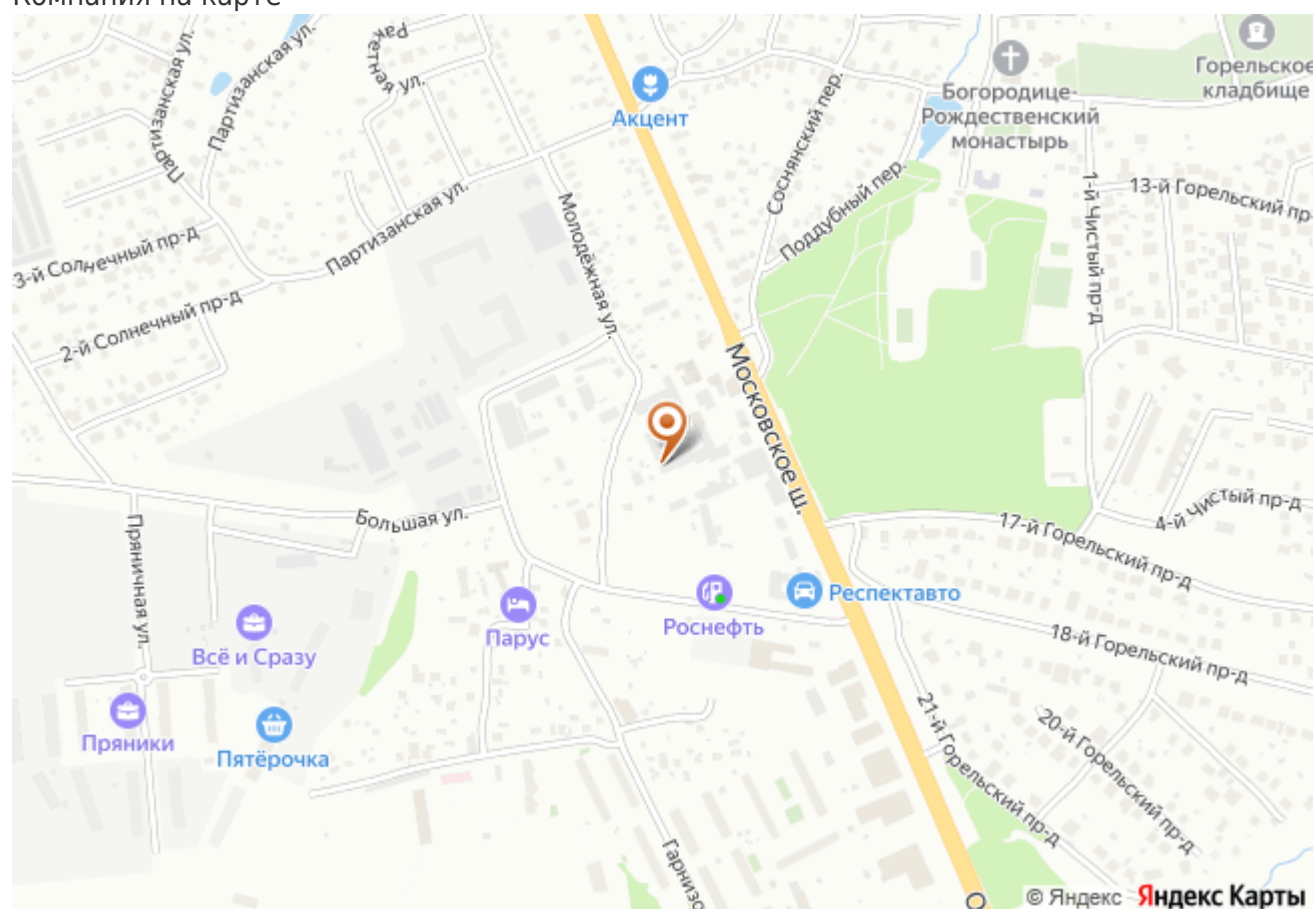 Компания на карте
Партизанская ул.
Партизанская ул.
Ракетная ул.
Акцент
Соснянский пер.
Богородице-
Рождественский
монастырь
Горельское
кладбище
Поддубный пер.
1-й Чистый пр-д
13-й Горельский пр
Молодёжная ул.
Партизанская ул.
3-й Солнечный пр-д
2-й Солнечный пр-д
Московское ш.
4-й Чистый пр-д
17-й Горельский пр-д
Большая ул.
Пряничная ул.
Респектавто
Роснефть
Парус
Всё и Сразу
18-й Горельский пр-д
Пряники
Пятёрочка
21-й Горельский пр-д
20-й Горельский пр-д
Гарнизо
О
© Яндекс Яндекс Карты